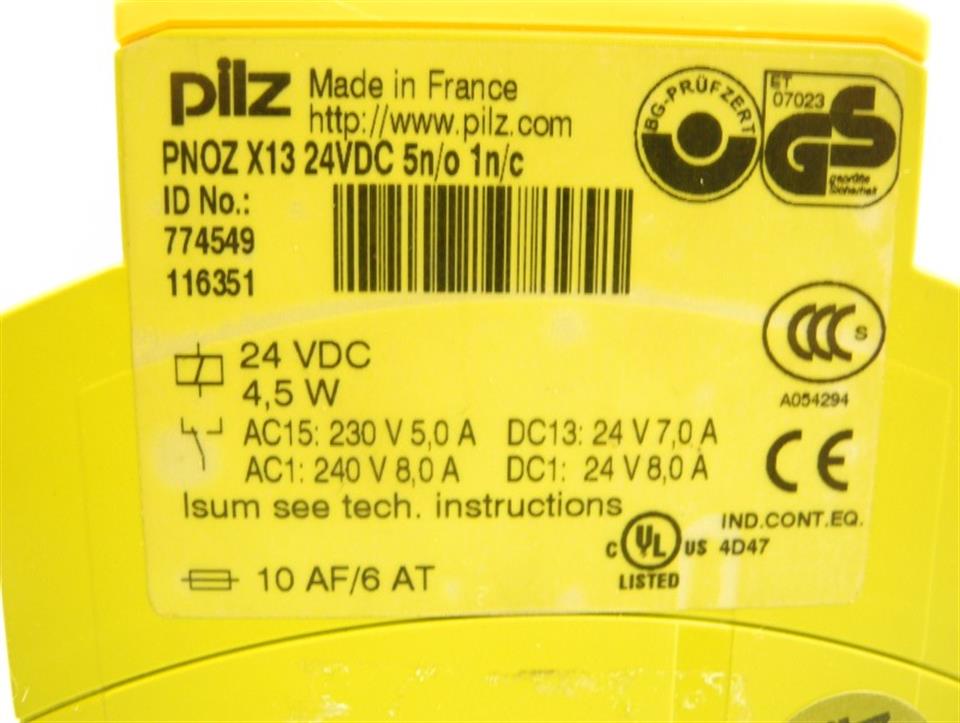 pilz Made in France
http://www.pilz.com
PNOZ X13 24VDC 5n/o 1n/c
ID No.:
774549
116351
BG-PRÜFZERT
ET
07023
GS
geprüfte
Sicherheit
24 VDC
4,5 W
CCC S
A054294
AC15: 230 V 5,0 A DC13: 24 V 7,0 A
AC1: 240 V 8,0 A DC1: 24 V 8,0 A
CE
Isum see tech. instructions
IND.CONT.EQ.
C UL US 4D47
LISTED
10 AF/6 AT